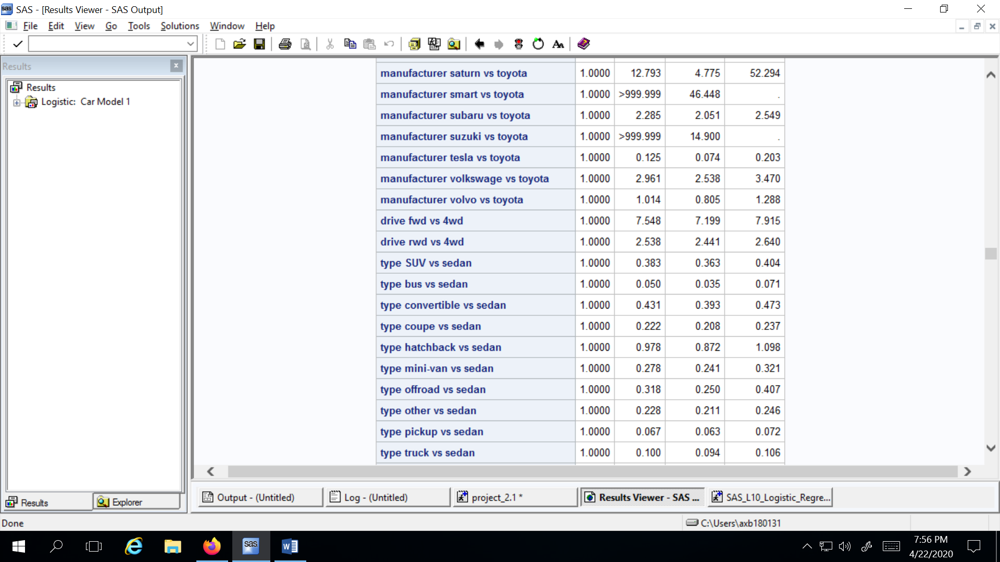 SAS - [Results Viewer - SAS Output]
File Edit View Go Tools Solutions Window Help
Results
Results
Logistic: Car Model 1
manufacturer saturn vs toyota 1.0000 12.793 4.775 52.294
manufacturer smart vs toyota 1.0000 >999.999 46.448 .
manufacturer subaru vs toyota 1.0000 2.285 2.051 2.549
manufacturer suzuki vs toyota 1.0000 >999.999 14.900 .
manufacturer tesla vs toyota 1.0000 0.125 0.074 0.203
manufacturer volkswage vs toyota 1.0000 2.961 2.538 3.470
manufacturer volvo vs toyota 1.0000 1.014 0.805 1.288
drive fwd vs 4wd 1.0000 7.548 7.199 7.915
drive rwd vs 4wd 1.0000 2.538 2.441 2.640
type SUV vs sedan 1.0000 0.383 0.363 0.404
type bus vs sedan 1.0000 0.050 0.035 0.071
type convertible vs sedan 1.0000 0.431 0.393 0.473
type coupe vs sedan 1.0000 0.222 0.208 0.237
type hatchback vs sedan 1.0000 0.978 0.872 1.098
type mini-van vs sedan 1.0000 0.278 0.241 0.321
type offroad vs sedan 1.0000 0.318 0.250 0.407
type other vs sedan 1.0000 0.228 0.211 0.246
type pickup vs sedan 1.0000 0.067 0.063 0.072
type truck vs sedan 1.0000 0.100 0.094 0.106
Results Explorer
Output - (Untitled) Log - (Untitled) project_2.1 * Results Viewer - SAS ... SAS_L10_Logistic_Regre...
Done C:\Users\axb180131
sas
7:56 PM
4/22/2020